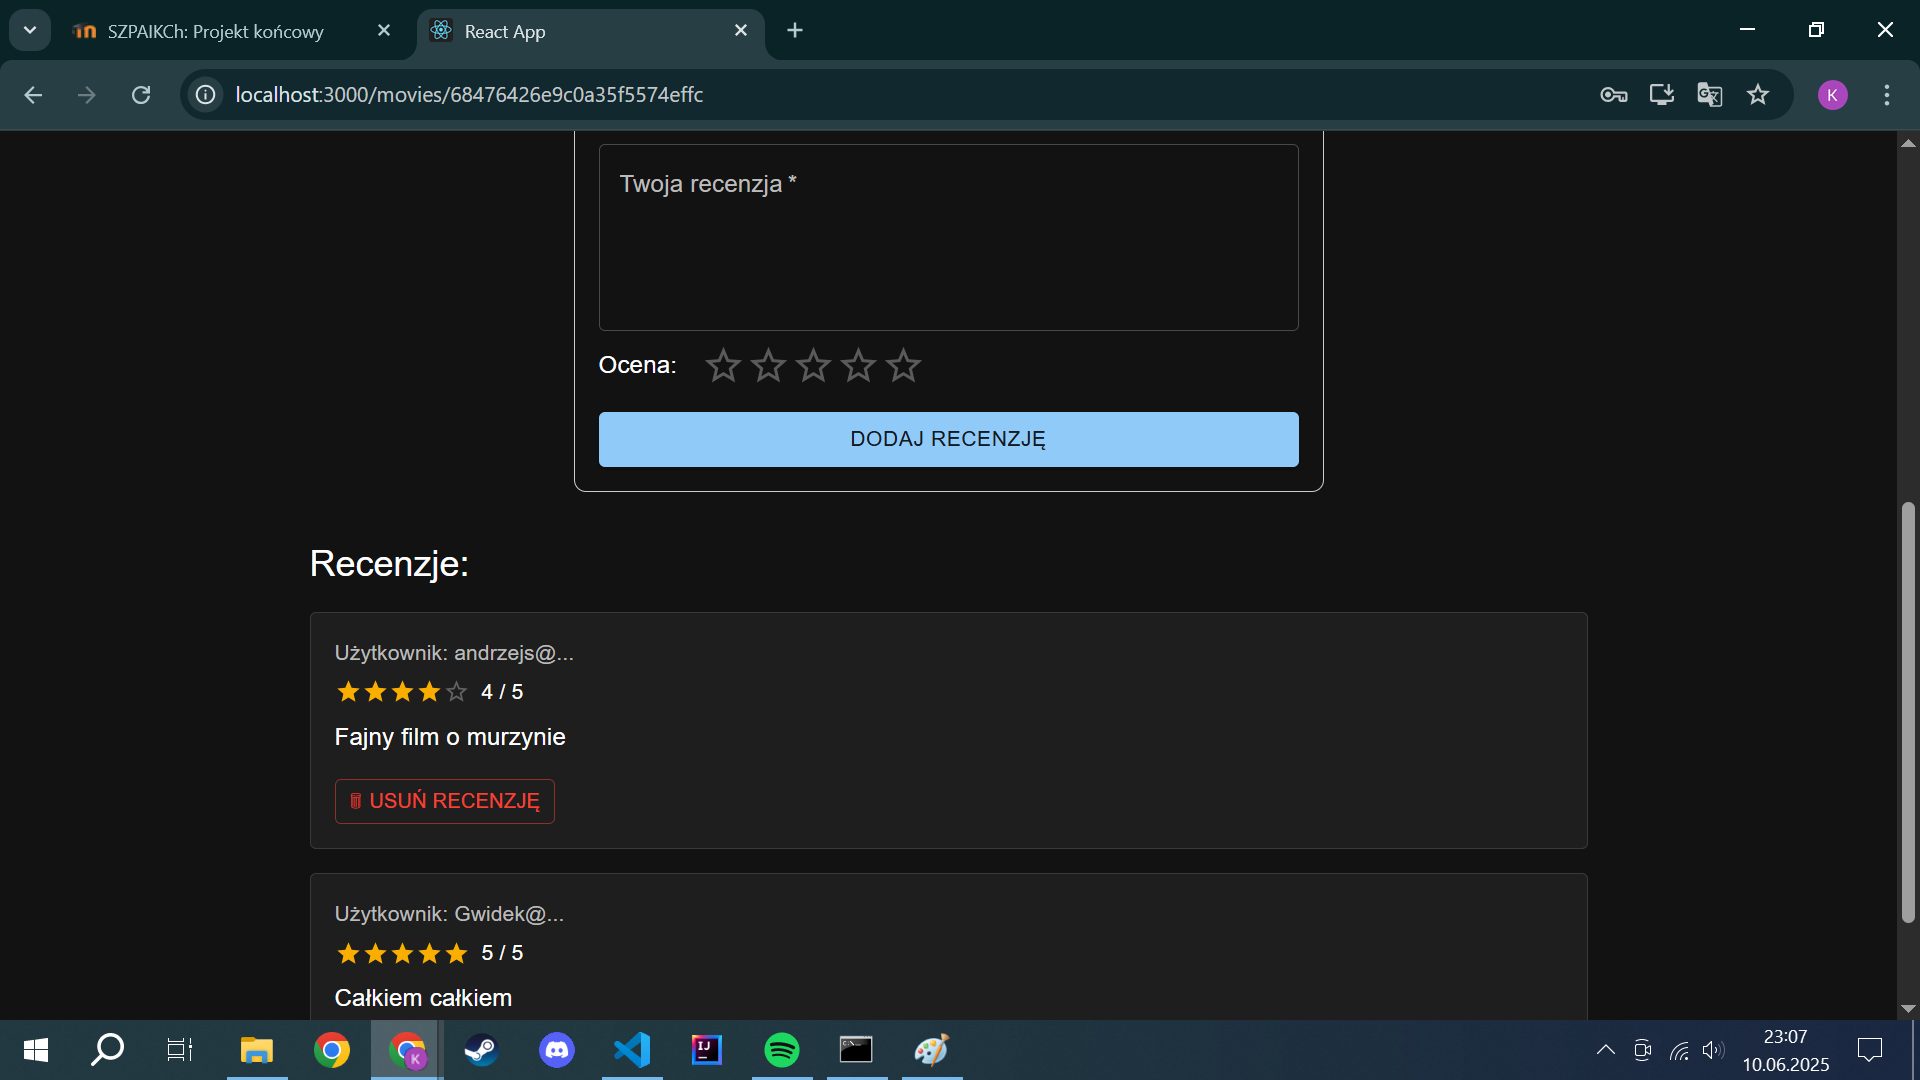 SZPAIKCh: Projekt końcowy
React App
localhost:3000/movies/68476426e9c0a35f5574effc
K
Twoja recenzja *
Ocena:
DODAJ RECENZJĘ
Recenzje:
Użytkownik: andrzejs@...
4 / 5
Fajny film o murzynie
USUŃ RECENZJĘ
Użytkownik: Gwidek@...
5 / 5
Całkiem całkiem
K
IJ
23:07
10.06.2025